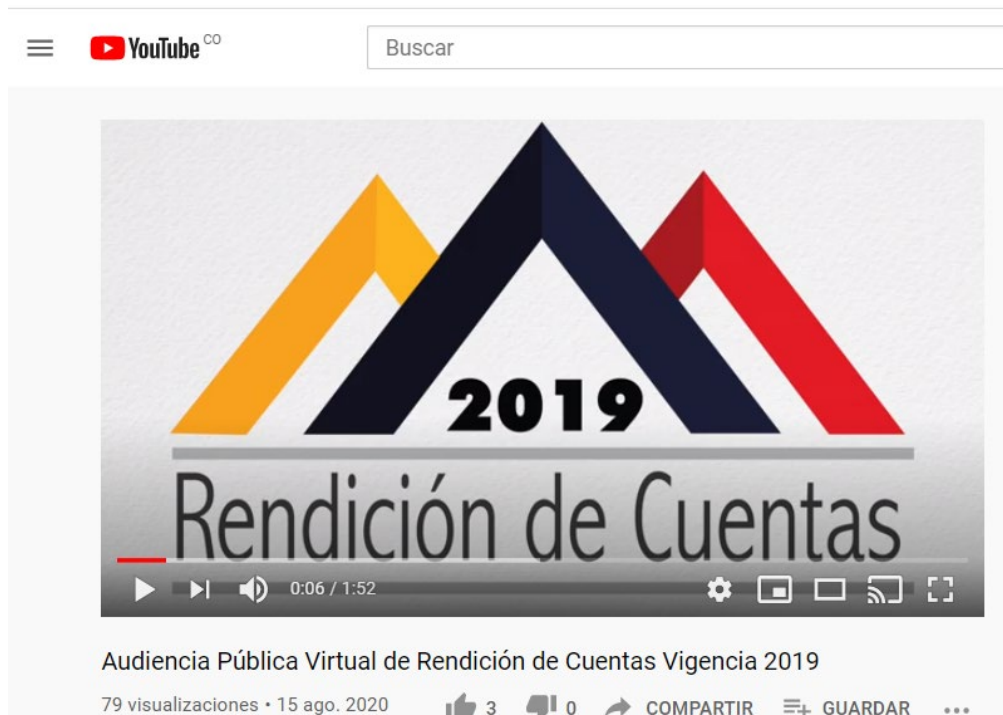 YouTube CO
Buscar
2019
Rendición de Cuentas
0:06 / 1:52
Audiencia Pública Virtual de Rendición de Cuentas Vigencia 2019
79 visualizaciones • 15 ago. 2020
3
0
COMPARTIR
GUARDAR